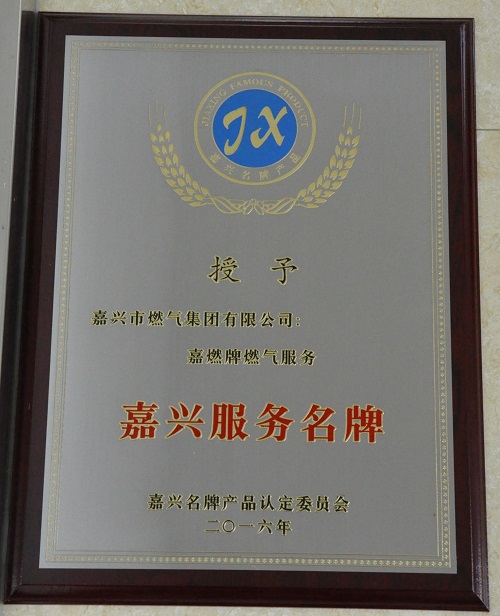 JIAXING FAMOUS PRODUCT
JX
嘉兴名牌产品
授予
嘉兴市燃气集团有限公司:
嘉燃牌燃气服务
嘉兴服务名牌
嘉兴名牌产品认定委员会
二〇一六年